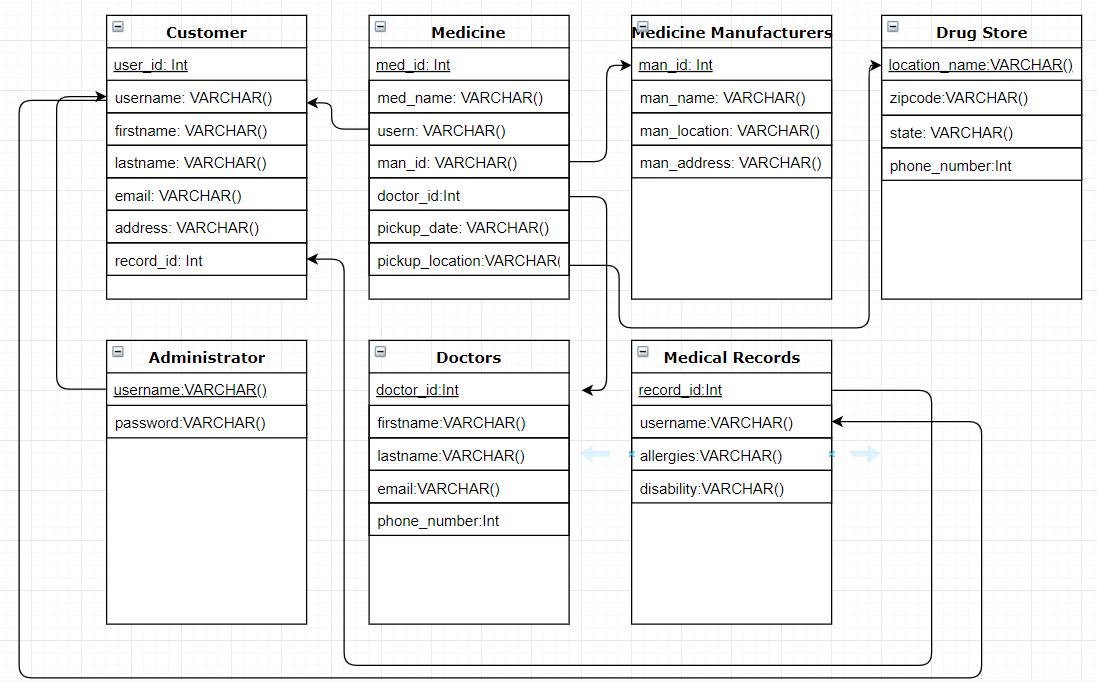 Customer
user_id: Int
username: VARCHAR()
firstname: VARCHAR()
lastname: VARCHAR()
email: VARCHAR()
address: VARCHAR()
record_id: Int
Medicine
med_id: Int
med_name: VARCHAR()
usern: VARCHAR()
man_id: VARCHAR()
doctor_id:Int
pickup_date: VARCHAR()
pickup_location:VARCHAR(
Medicine Manufacturers
man_id: Int
man_name: VARCHAR()
man_location: VARCHAR()
man_address: VARCHAR()
Drug Store
location_name:VARCHAR()
zipcode:VARCHAR()
state: VARCHAR()
phone_number:Int
Administrator
username:VARCHAR()
password:VARCHAR()
Doctors
doctor_id:Int
firstname:VARCHAR()
lastname:VARCHAR()
email:VARCHAR()
phone_number:Int
Medical Records
record_id:Int
username:VARCHAR()
allergies:VARCHAR()
disability:VARCHAR()